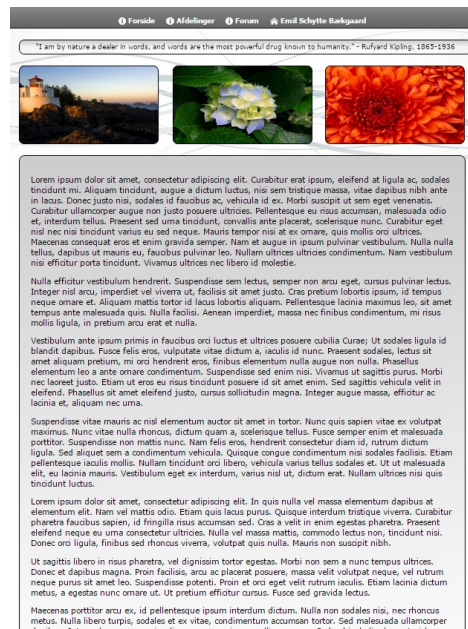 Forside Afdelinger Forum Emil Schytte Bækgaard
"I am by nature a dealer in words, and words are the most powerful drug known to humanity." - Rufyard Kipling, 1865-1936
Lorem ipsum dolor sit amet, consectetur adipiscing elit. Curabitur erat ipsum, eleifend at ligula ac, sodales
tincidunt mi. Aliquam tincidunt, augue a dictum luctus, nisi sem tristique massa, vitae dapibus nibh ante
in lacus. Donec justo nisi, sodales id faucibus ac, vehicula id ex. Morbi suscipit ut sem eget venenatis.
Curabitur ullamcorper augue non justo posuere ultricies. Pellentesque eu risus accumsan, malesuada odio
et, interdum tellus. Praesent sed urna tincidunt, convallis ante placerat, scelerisque nunc. Curabitur eget
nisl nec nisi tincidunt varius eu sed neque. Mauris tempor nisi at ex ornare, quis mollis orci ultrices.
Maecenas consequat eros et enim gravida semper. Nam et augue in ipsum pulvinar vestibulum. Nulla nulla
tellus, dapibus ut mauris eu, faucibus pulvinar leo. Nullam ultrices ultricies condimentum. Nam vestibulum
nisi efficitur porta tincidunt. Vivamus ultrices nec libero id molestie.
Nulla efficitur vestibulum hendrerit. Suspendisse sem lectus, semper non arcu eget, cursus pulvinar lectus.
Integer nisl arcu, imperdiet vel viverra ut, facilisis sit amet justo. Cras pretium lobortis ipsum, id tempus
neque ornare et. Aliquam mattis tortor id lacus lobortis aliquam. Pellentesque lacinia maximus leo, sit amet
tempus ante malesuada quis. Nulla facilisi. Aenean imperdiet, massa nec finibus condimentum, mi risus
mollis ligula, in pretium arcu erat et nulla.
Vestibulum ante ipsum primis in faucibus orci luctus et ultrices posuere cubilia Curae; Ut sodales ligula id
blandit dapibus. Fusce felis eros, vulputate vitae dictum a, iaculis id nunc. Praesent sodales, lectus sit
amet aliquam pretium, mi orci hendrerit eros, finibus elementum nulla augue non nulla. Phasellus
elementum leo a ante ornare condimentum. Suspendisse sed enim nisi. Vivamus ut sagittis purus. Morbi
nec laoreet justo. Etiam ut eros eu risus tincidunt posuere id sit amet enim. Sed sagittis vehicula velit in
eleifend. Phasellus sit amet eleifend justo, cursus sollicitudin magna. Integer augue massa, efficitur ac
lacinia et, aliquam nec urna.
Suspendisse vitae mauris ac nisl elementum auctor sit amet in tortor. Nunc quis sapien vitae ex volutpat
maximus. Nunc vitae nulla rhoncus, dictum quam a, scelerisque tellus. Fusce semper enim et malesuada
porttitor. Suspendisse non mattis nunc. Nam felis eros, hendrerit consectetur diam id, rutrum dictum
ligula. Sed aliquet sem a condimentum vehicula. Quisque congue condimentum nisi sodales facilisis. Etiam
pellentesque iaculis mollis. Nullam tincidunt orci libero, vehicula varius tellus sodales et. Ut ut malesuada
elit, eu lacinia mauris. Vestibulum eget ex interdum, varius nisl ut, dictum erat. Nullam ultrices nisi quis
tincidunt luctus.
Lorem ipsum dolor sit amet, consectetur adipiscing elit. In quis nulla vel massa elementum dapibus at
elementum elit. Nam vel mattis odio. Etiam quis lacus purus. Quisque interdum tristique viverra. Curabitur
pharetra faucibus sapien, id fringilla risus accumsan sed. Cras a velit in enim egestas pharetra. Praesent
eleifend neque eu urna consectetur ultricies. Nulla vel massa mattis, commodo lectus non, tincidunt nisi.
Donec orci ligula, finibus sed rhoncus viverra, volutpat quis nulla. Mauris non suscipit nibh.
Ut sagittis libero in risus pharetra, vel dignissim tortor egestas. Morbi non sem a nunc tempus ultrices.
Donec et dapibus magna. Proin facilisis, arcu ac placerat posuere, massa velit volutpat neque, vel rutrum
neque purus sit amet leo. Suspendisse potenti. Proin et orci eget velit rutrum iaculis. Etiam lacinia dictum
metus, a egestas nunc ornare ut. Ut pretium efficitur cursus. Fusce sed gravida nisi.
Maecenas porttitor arcu ex, id pellentesque ipsum interdum dictum. Nulla non sodales nisi, nec rhoncus
metus. Nulla libero turpis, sodales et ex vitae, condimentum accumsan tortor. Sed malesuada ullamcorper